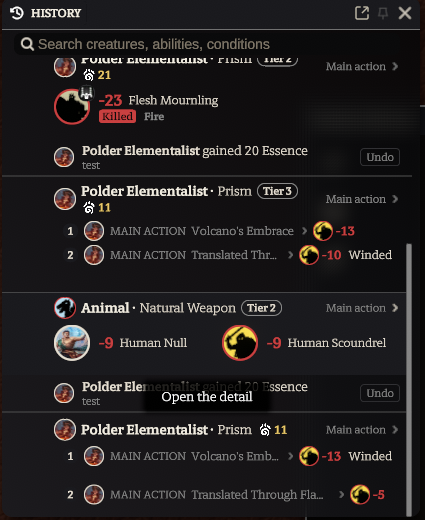 HISTORY
Search creatures, abilities, conditions
Polder Elementalist · Prism Tier 2
21
Main action
-23 Flesh Mournling
Killed Fire
Polder Elementalist gained 20 Essence
test
Undo
Polder Elementalist · Prism Tier 3
11
Main action
1 MAIN ACTION Volcano's Embrace -13
2 MAIN ACTION Translated Thr... -10 Winded
Animal · Natural Weapon Tier 2 Main action
-9 Human Null -9 Human Scoundrel
Polder Elementalist gained 20 Essence
test
Undo
Open the detail
Polder Elementalist · Prism 11 Main action
1 MAIN ACTION Volcano's Emb... -13 Winded
2 MAIN ACTION Translated Through Fla... -5